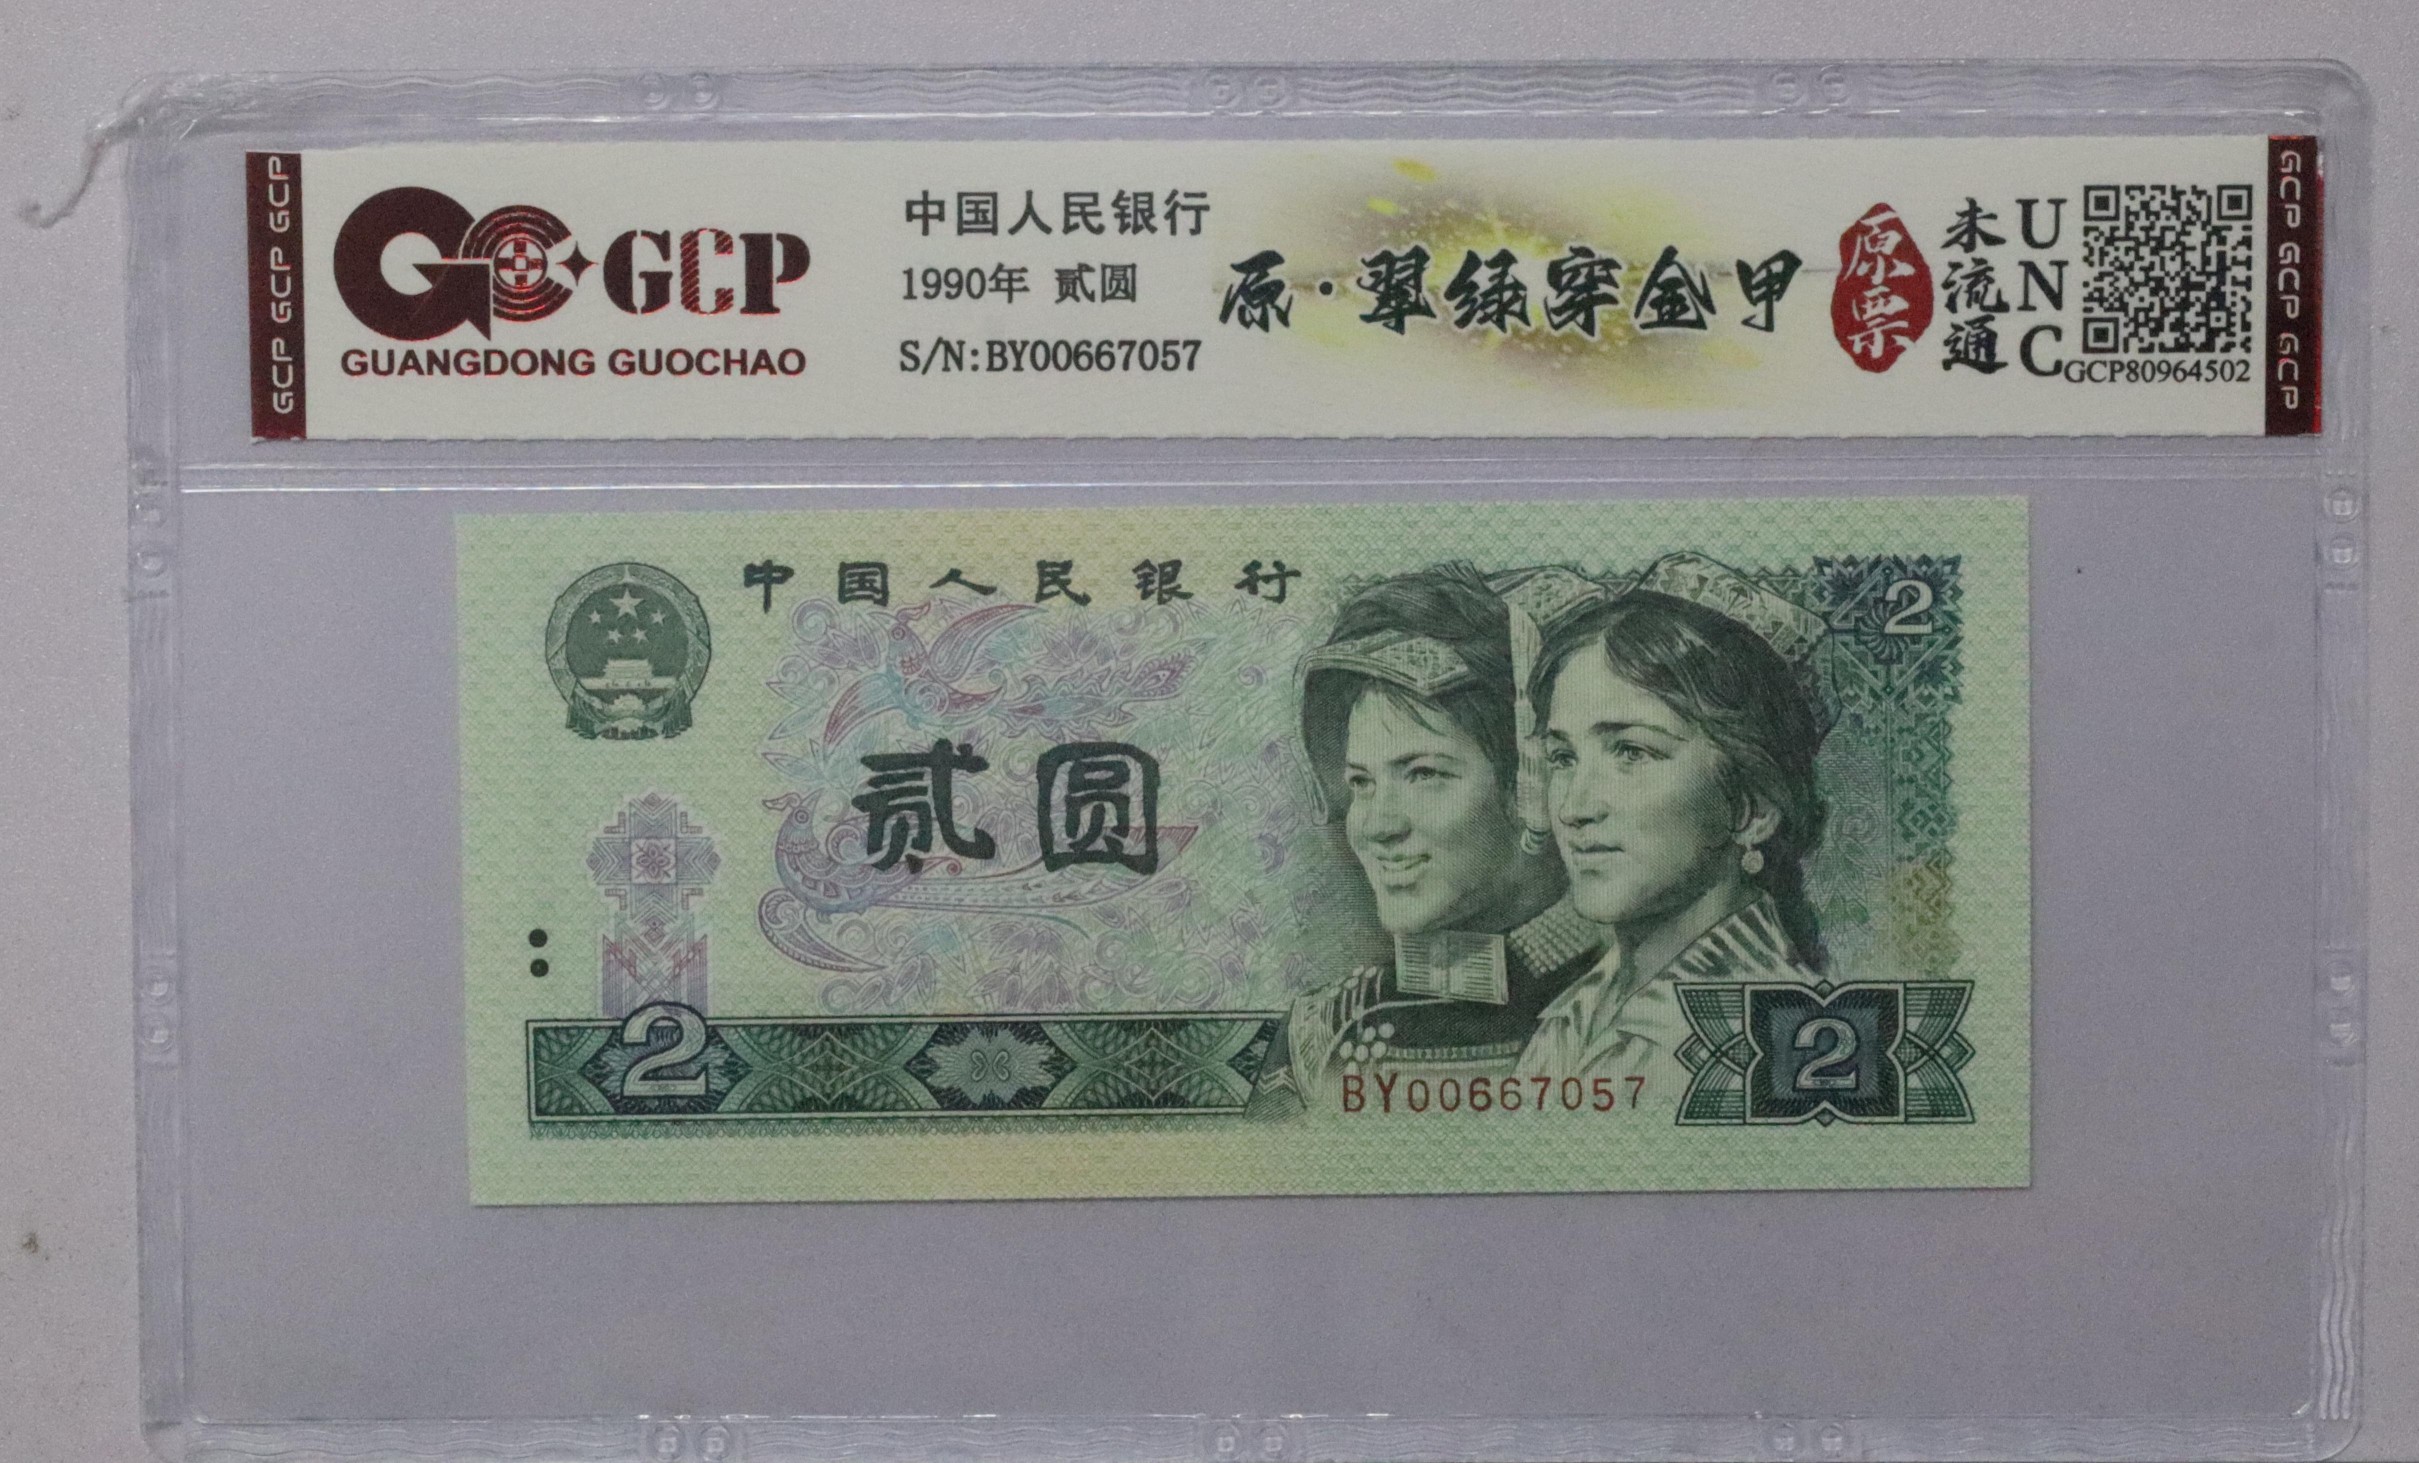 GCP GCP GCP
GCP
GUANGDONG GUOCHAO
中国人民银行
1990年 贰圆
S/N:BY00667057
原·翠绿穿金甲
原票
未流通
UNC
GCP80964502
GCP GCP GCP
中国人民银行
2
贰圆
2
BY00667057
2